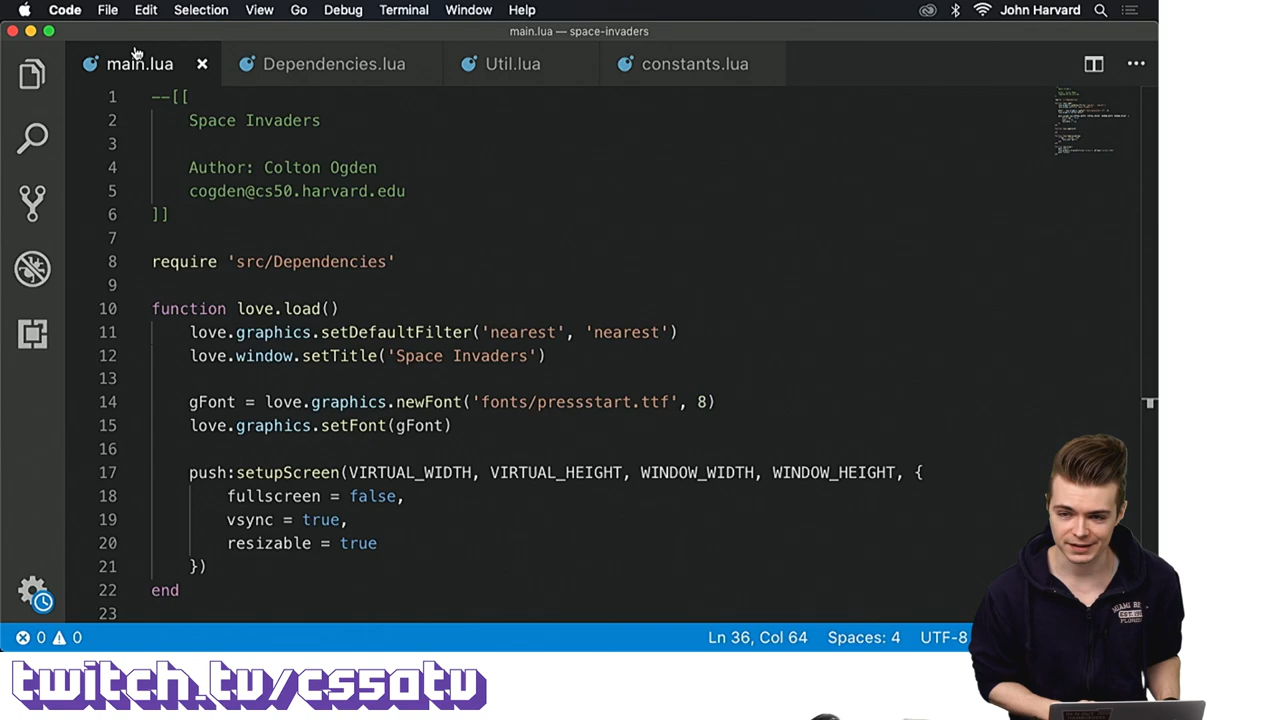 Code File Edit Selection View Go Debug Terminal Window Help John Harvard
main.lua — space-invaders
main.lua Dependencies.lua Util.lua constants.lua
1 --[[
2 Space Invaders
3
4 Author: Colton Ogden
5 cogden@cs50.harvard.edu
6 ]]
7
8 require 'src/Dependencies'
9
10 function love.load()
11 love.graphics.setDefaultFilter('nearest', 'nearest')
12 love.window.setTitle('Space Invaders')
13
14 gFont = love.graphics.newFont('fonts/pressstart.ttf', 8)
15 love.graphics.setFont(gFont)
16
17 push:setupScreen(VIRTUAL_WIDTH, VIRTUAL_HEIGHT, WINDOW_WIDTH, WINDOW_HEIGHT, {
18 fullscreen = false,
19 vsync = true,
20 resizable = true
21 })
22 end
23
0 0 Ln 36, Col 64 Spaces: 4 UTF-8
twitch.tv/cs50tv